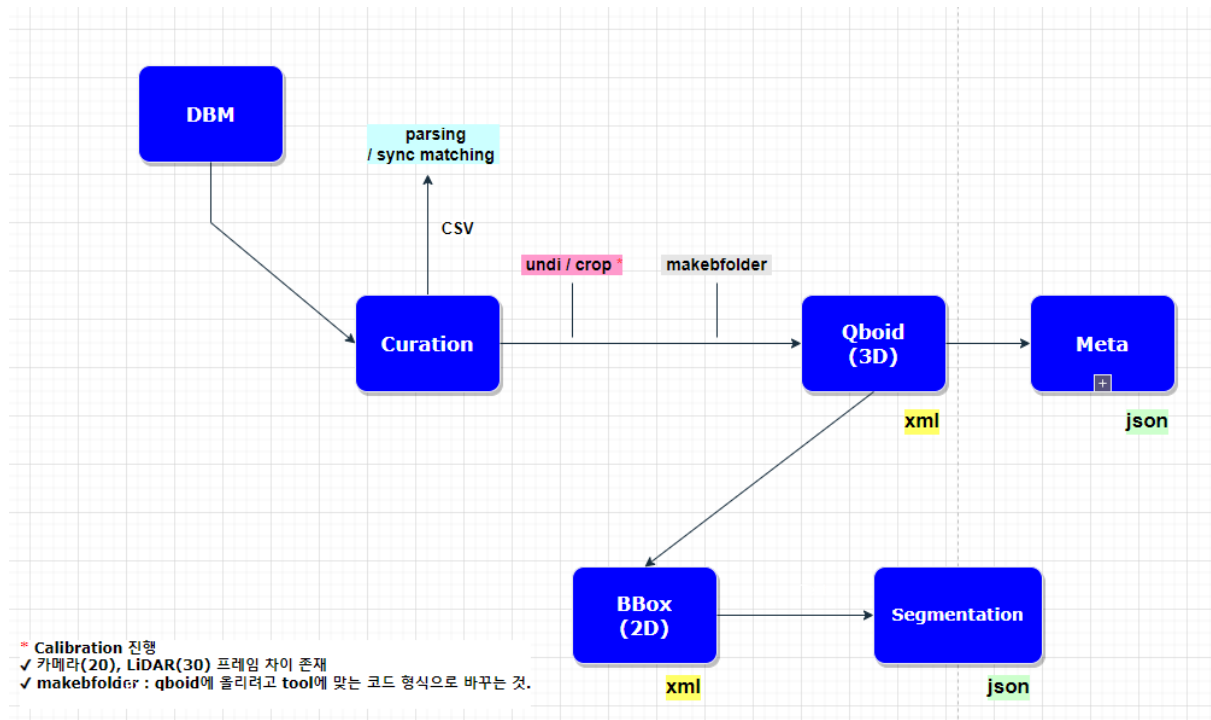 DBM
parsing
/ sync matching
CSV
undi / crop *
makebfolder
Curation
Qboid
(3D)
Meta
+
xml
json
BBox
(2D)
Segmentation
xml
json
* Calibration 진행
✓ 카메라(20), LiDAR(30) 프레임 차이 존재
✓ makebfolder : qboid에 올리려고 tool에 맞는 코드 형식으로 바꾸는 것.